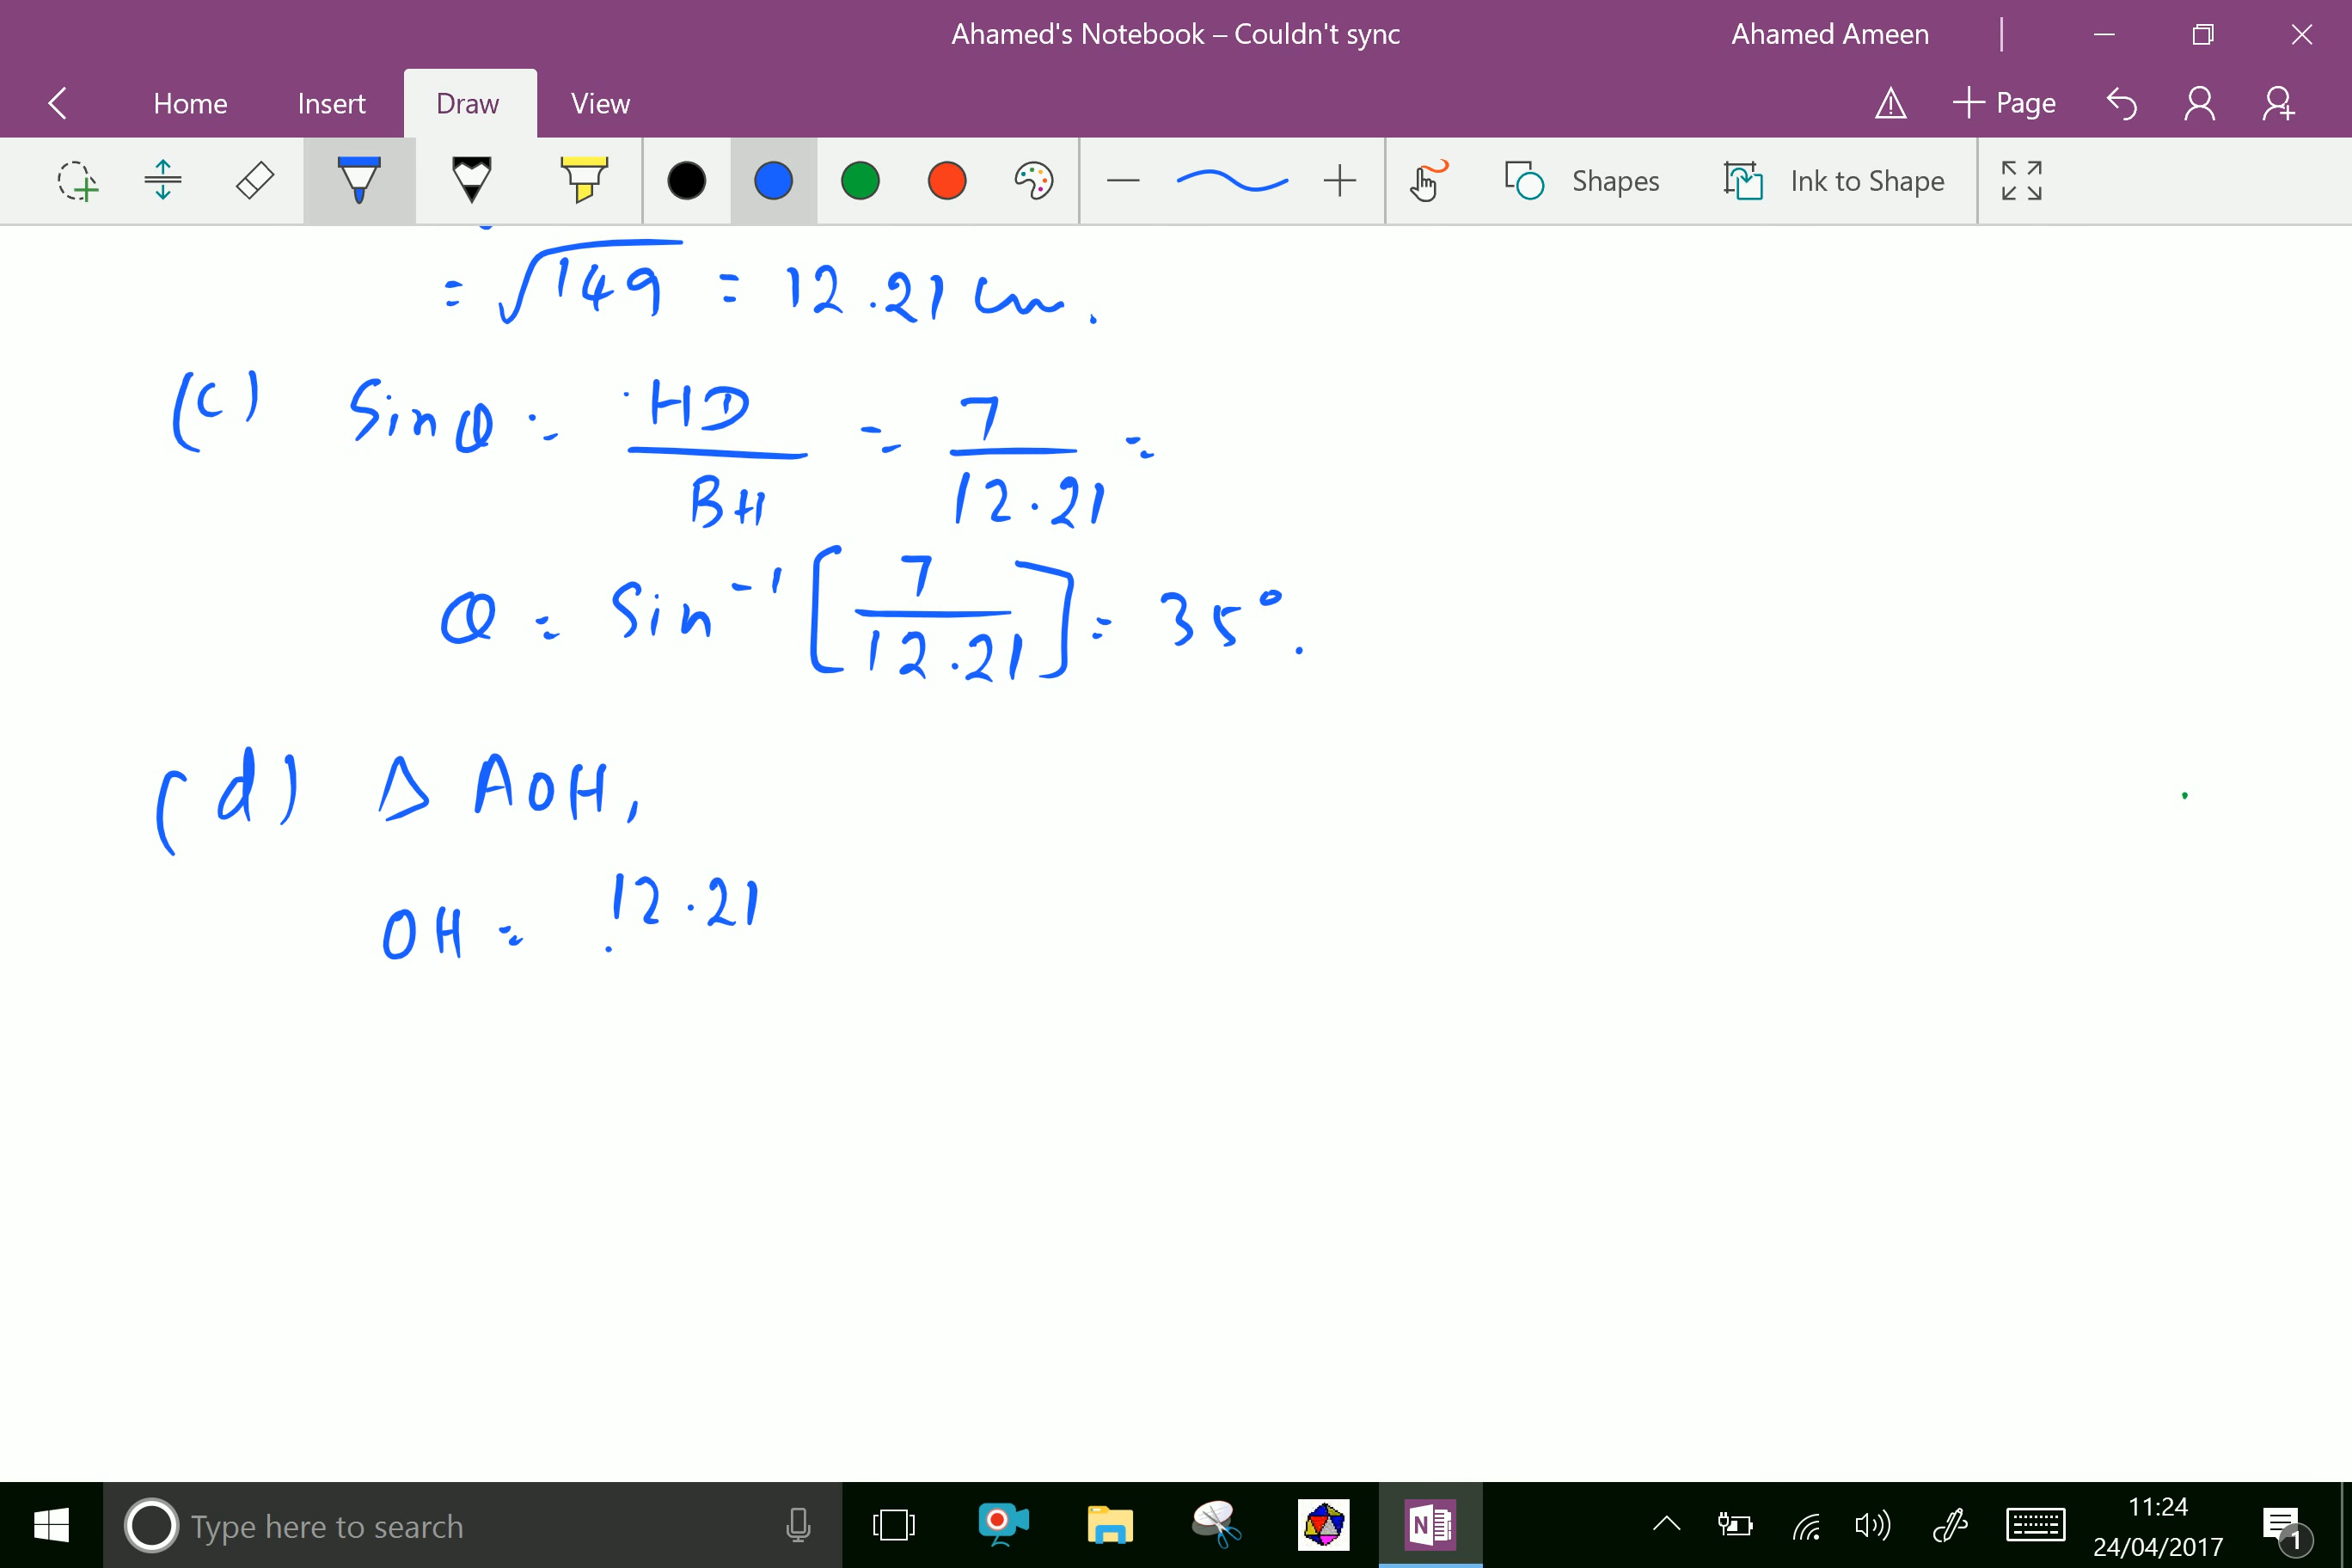 Ahamed's Notebook – Couldn't sync
Ahamed Ameen
Home Insert Draw View
Page
Shapes Ink to Shape
= √149 = 12.21 cm.
(c) Sin θ = HD / BH = 7 / 12.21 =
θ = Sin⁻¹ [7 / 12.21] = 35°.
(d) Δ AOH,
OH = 12.21
Type here to search
N
11:24
24/04/2017
1